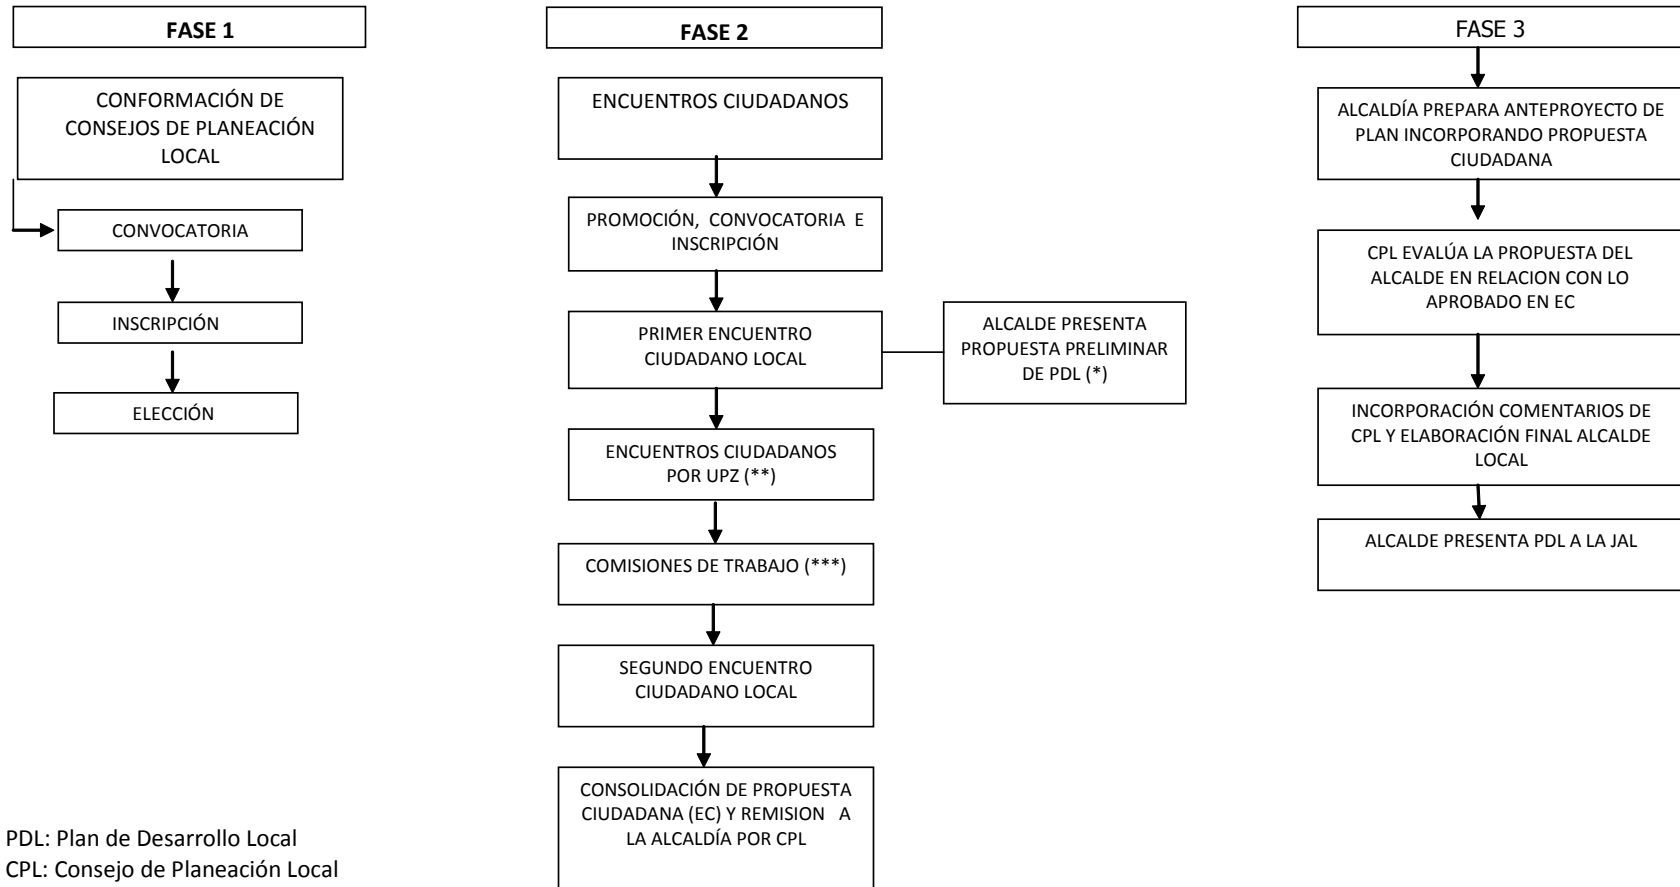 FASE 1
CONFORMACIÓN DE
CONSEJOS DE PLANEACIÓN
LOCAL
CONVOCATORIA
INSCRIPCIÓN
ELECCIÓN
FASE 2
ENCUENTROS CIUDADANOS
PROMOCIÓN, CONVOCATORIA E
INSCRIPCIÓN
PRIMER ENCUENTRO
CIUDADANO LOCAL
ALCALDE PRESENTA
PROPUESTA PRELIMINAR
DE PDL (*)
ENCUENTROS CIUDADANOS
POR UPZ (**)
COMISIONES DE TRABAJO (***)
SEGUNDO ENCUENTRO
CIUDADANO LOCAL
CONSOLIDACIÓN DE PROPUESTA
CIUDADANA (EC) Y REMISION A
LA ALCALDÍA POR CPL
FASE 3
ALCALDÍA PREPARA ANTEPROYECTO DE
PLAN INCORPORANDO PROPUESTA
CIUDADANA
CPL EVALÚA LA PROPUESTA DEL
ALCALDE EN RELACION CON LO
APROBADO EN EC
INCORPORACIÓN COMENTARIOS DE
CPL Y ELABORACIÓN FINAL ALCALDE
LOCAL
ALCALDE PRESENTA PDL A LA JAL
PDL: Plan de Desarrollo Local
CPL: Consejo de Planeación Local